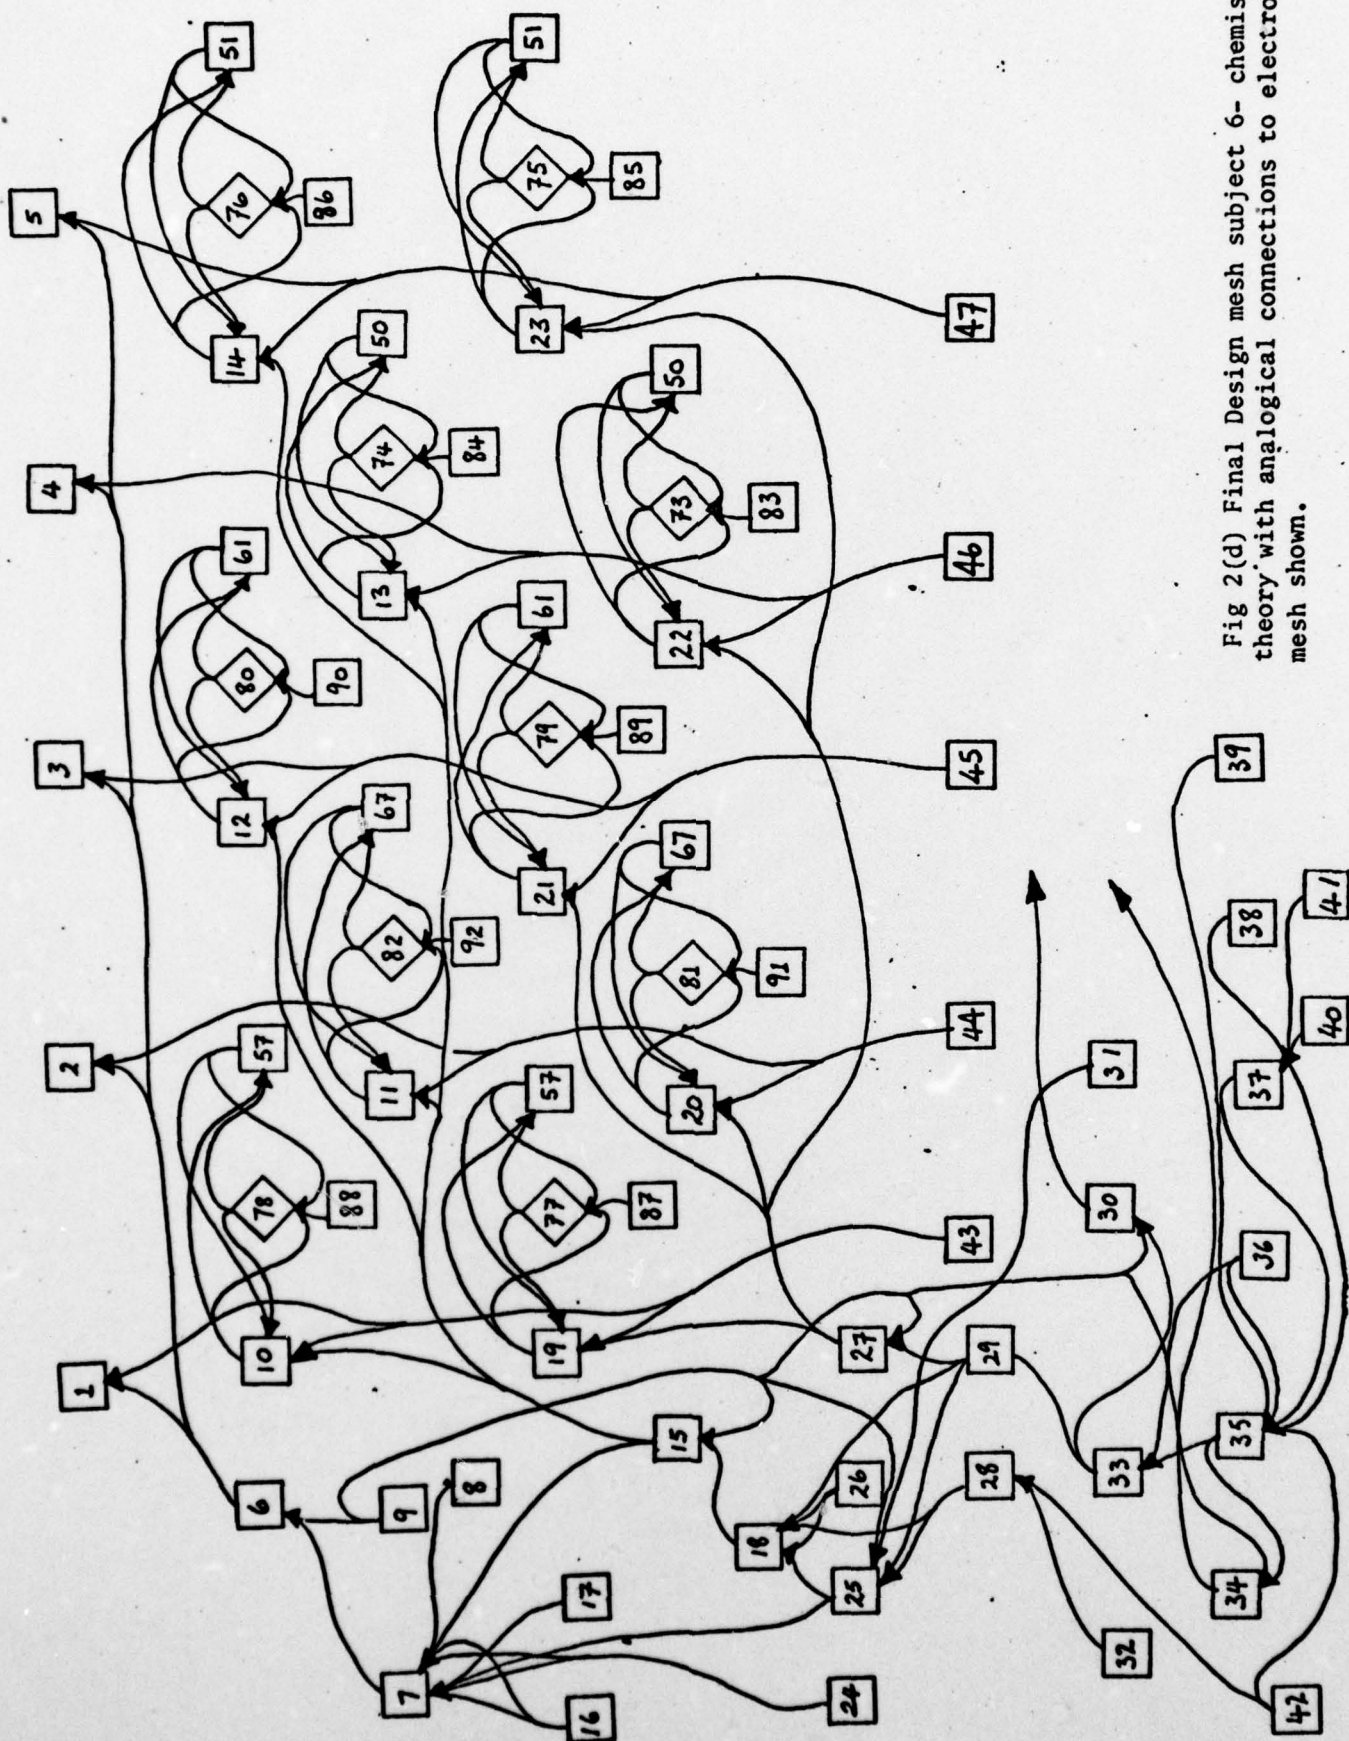 1 2 3 4 5
6 10 78 57 12 80 61 14 76 51
88 90 86
7 9 8 11 82 67 13 74 50
92 84
16 17 19 77 57 21 79 61 23 75 51
87 89 85
15 20 81 67 22 73 50
18 91 83
24 25 26 27
28 29 43 44 45 46 47
32 33 30 31
34 35 36 37 38 39
42 40 41
Fig 2(d) Final Design mesh subject 6- chemis
theory with analogical connections to electro
mesh shown.